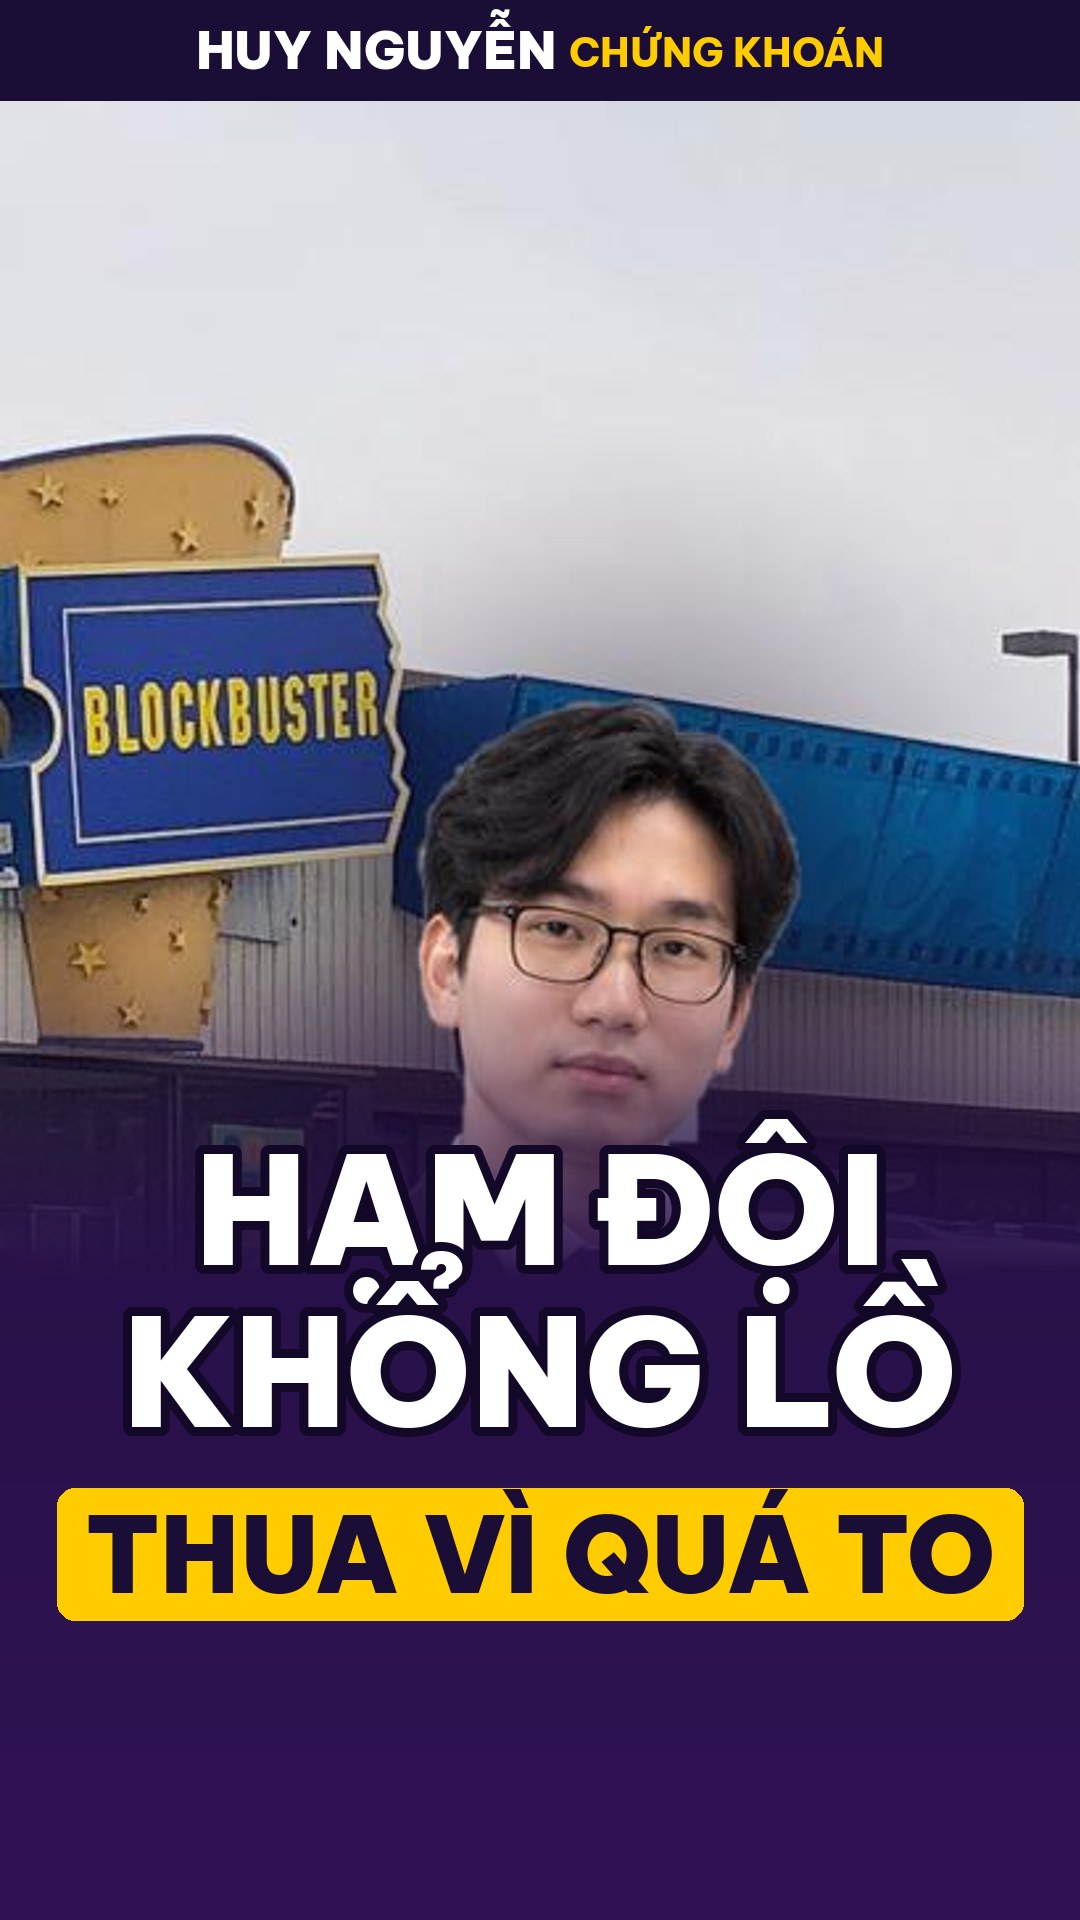 HUY NGUYỄN CHỨNG KHOÁN
BLOCKBUSTER
HẠM ĐỘI
KHỔNG LỒ
THUA VÌ QUÁ TO